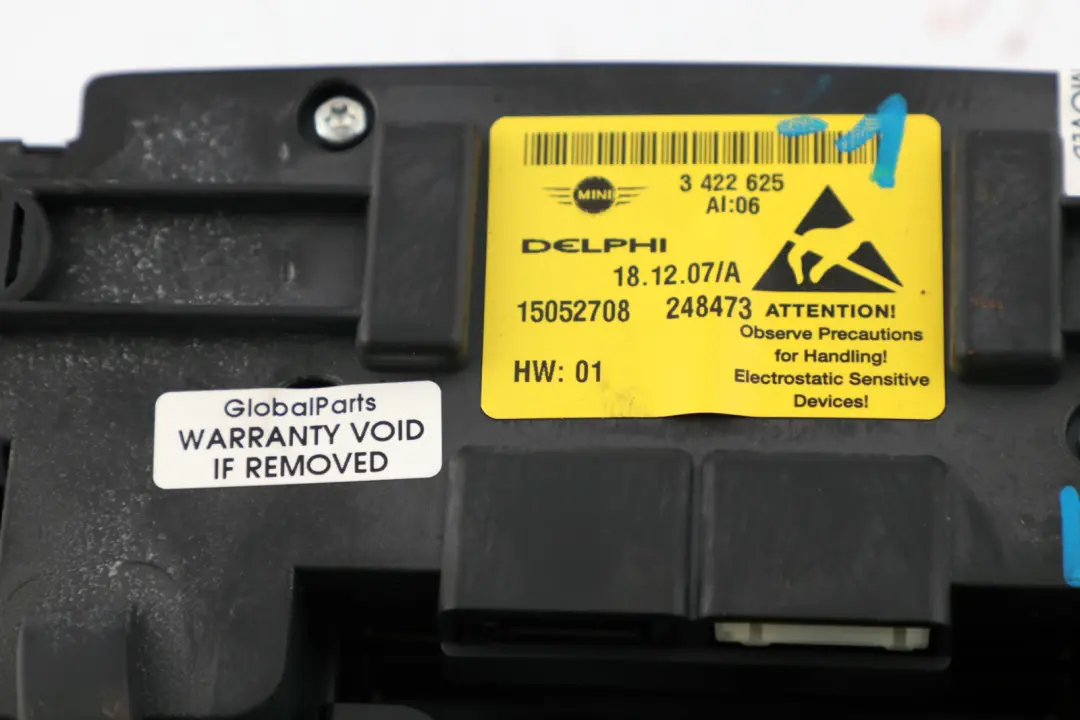 MINI
3 422 625
AI:06
DELPHI
18.12.07/A
15052708 248473
HW: 01
ATTENTION!
Observe Precautions
for Handling!
Electrostatic Sensitive
Devices!
-1
GlobalParts
WARRANTY VOID
IF REMOVED